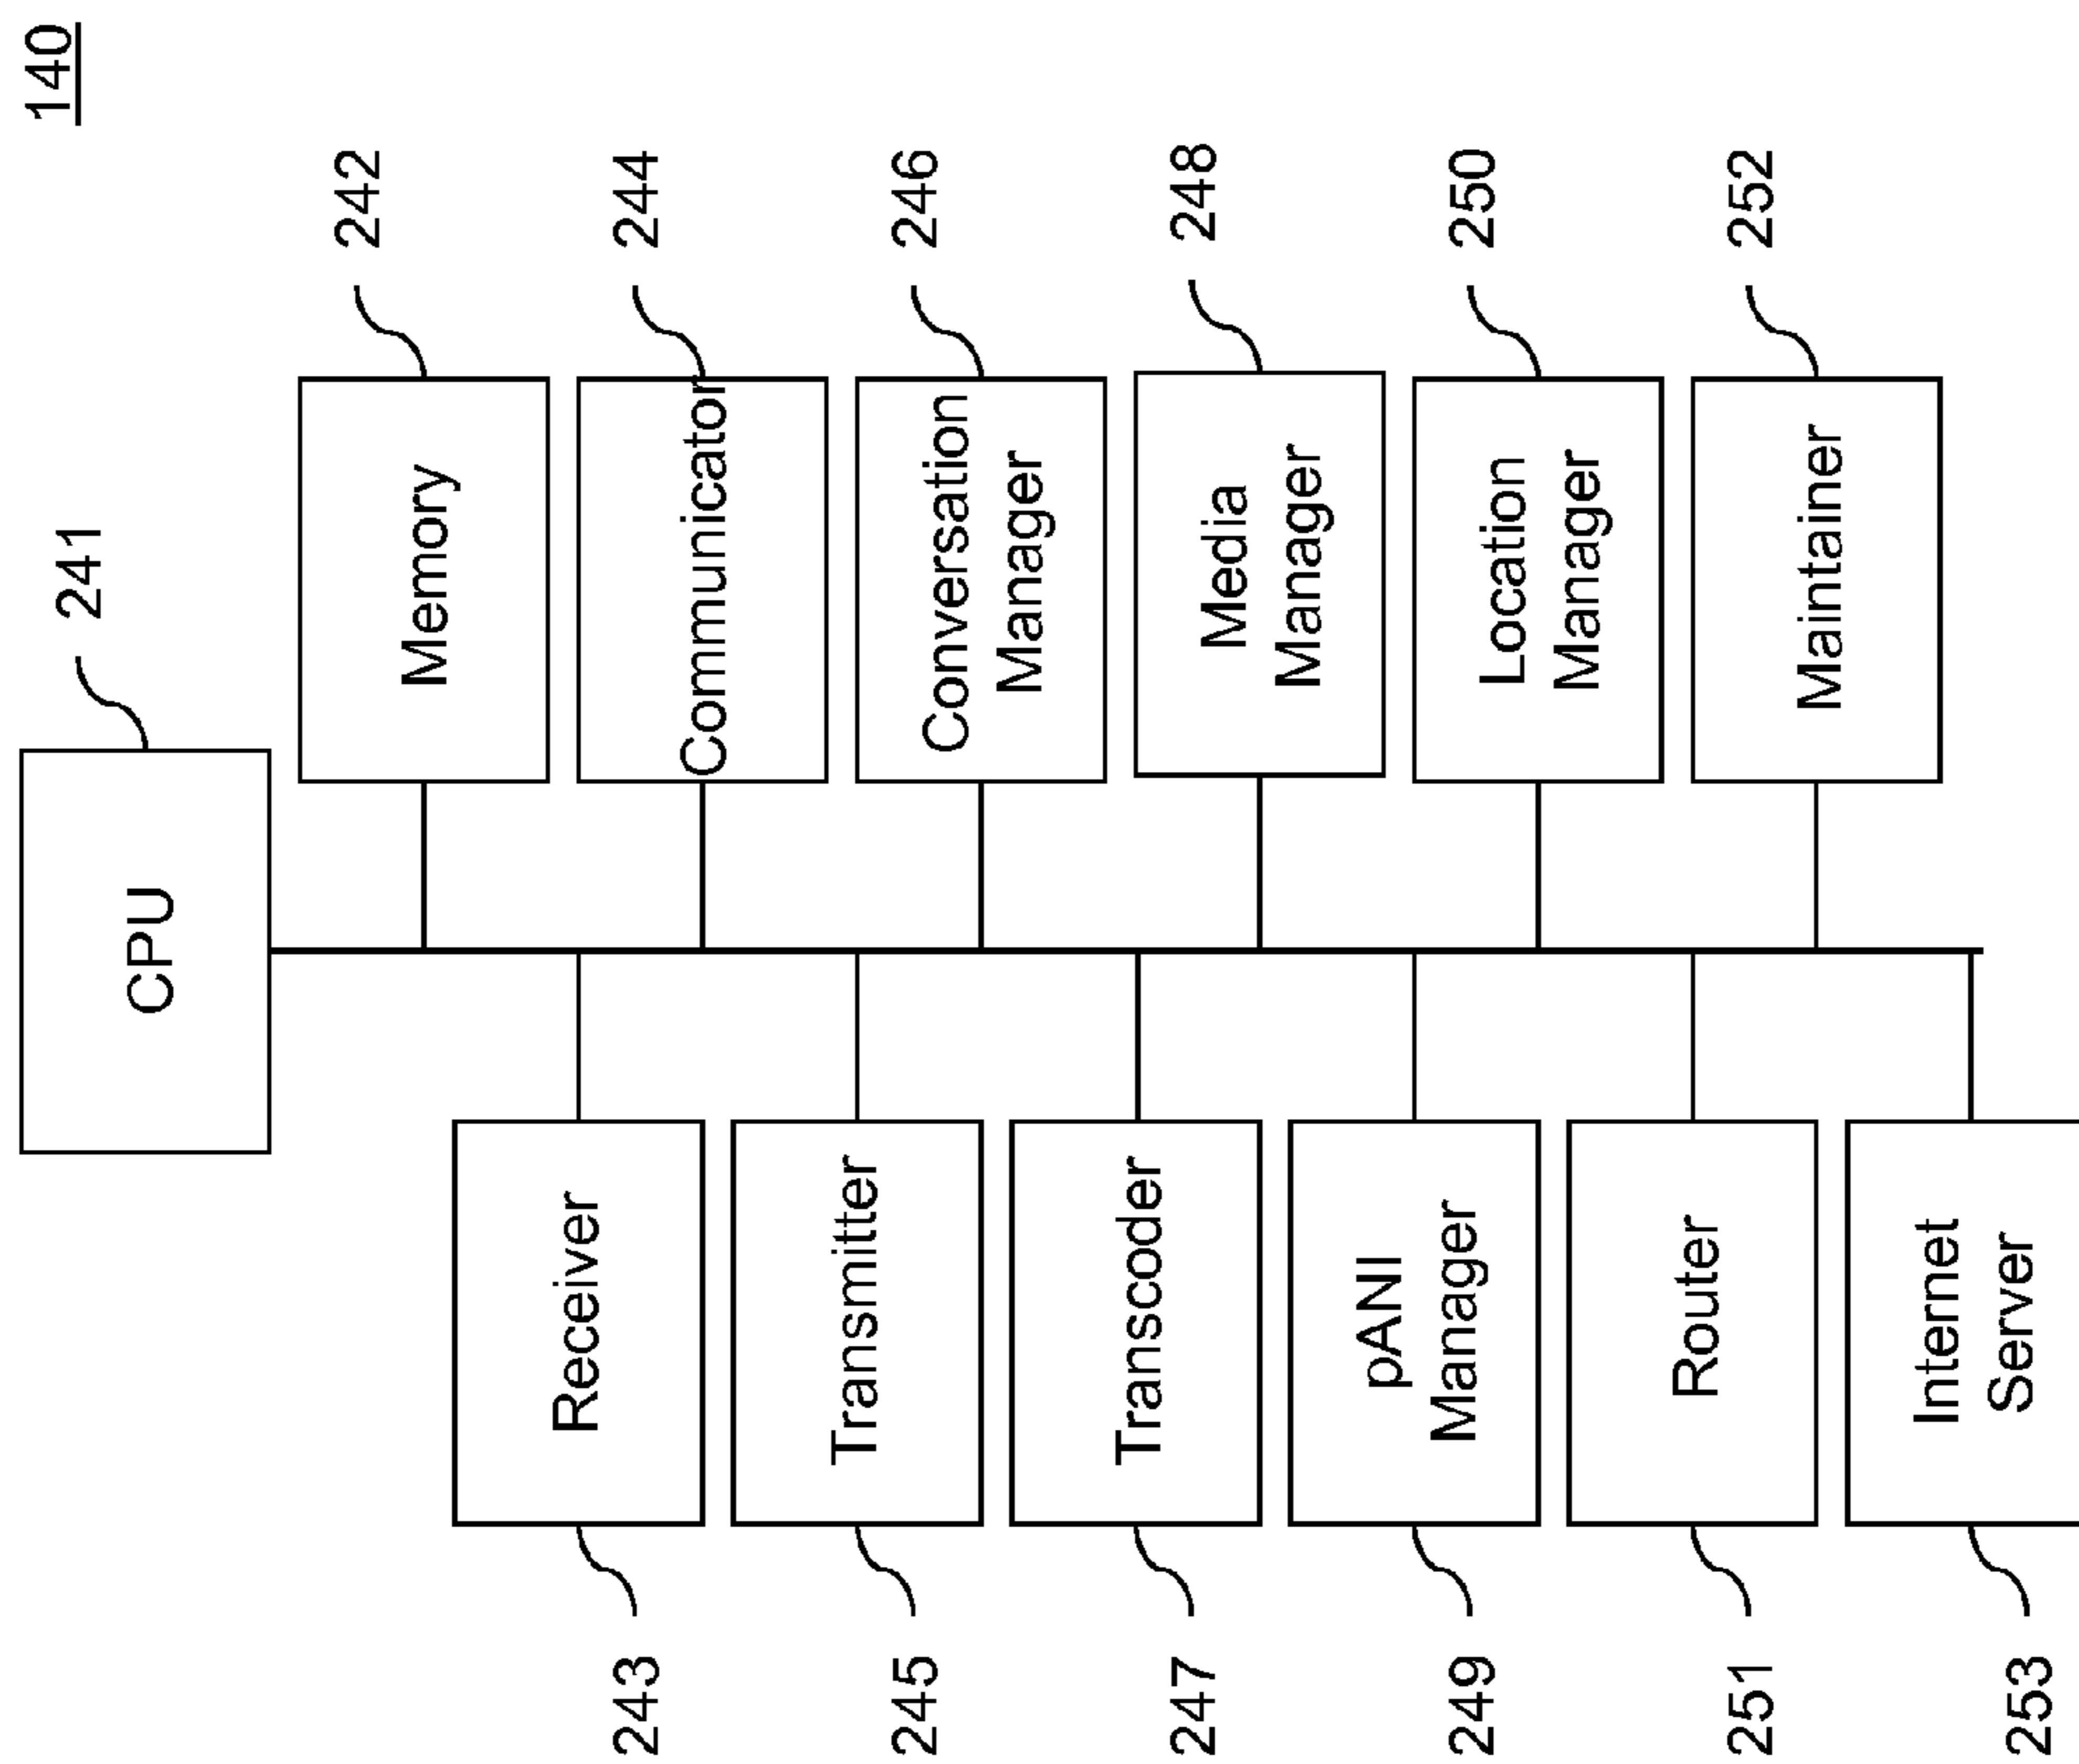 140
CPU
241
Memory
242
Receiver
243
Communicator
244
Transmitter
245
Conversation
Manager
246
Transcoder
247
Media
Manager
248
pANI
Manager
249
Location
Manager
250
Router
251
Maintainer
252
Internet
Server
253